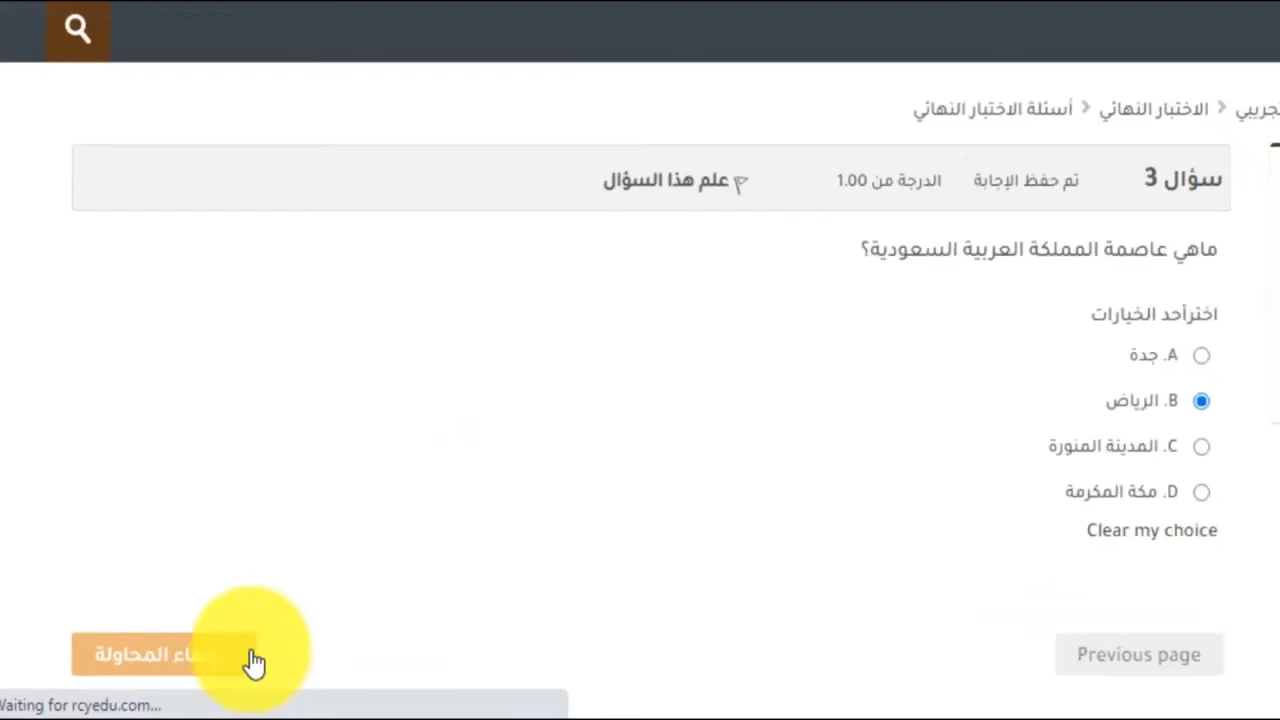 الاختبار النهائي > أسئلة الاختبار النهائي
سؤال 3 تم حفظ الإجابة الدرجة من 1.00 علم هذا السؤال
ماهي عاصمة المملكة العربية السعودية؟
اخترأحد الخيارات
A. جدة
B. الرياض
C. المدينة المنورة
D. مكة المكرمة
Clear my choice
Previous page
المحاولة
for rcyedu.com...